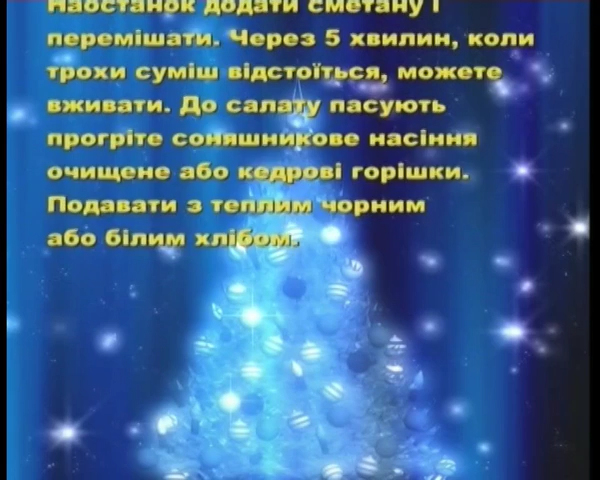 Наостанок додати сметану і
перемішати. Через 5 хвилин, коли
трохи суміш відстоїться, можете
вживати. До салату пасують
прогріте соняшникове насіння
очищене або кедрові горішки.
Подавати з теплим чорним
або білим хлібом.